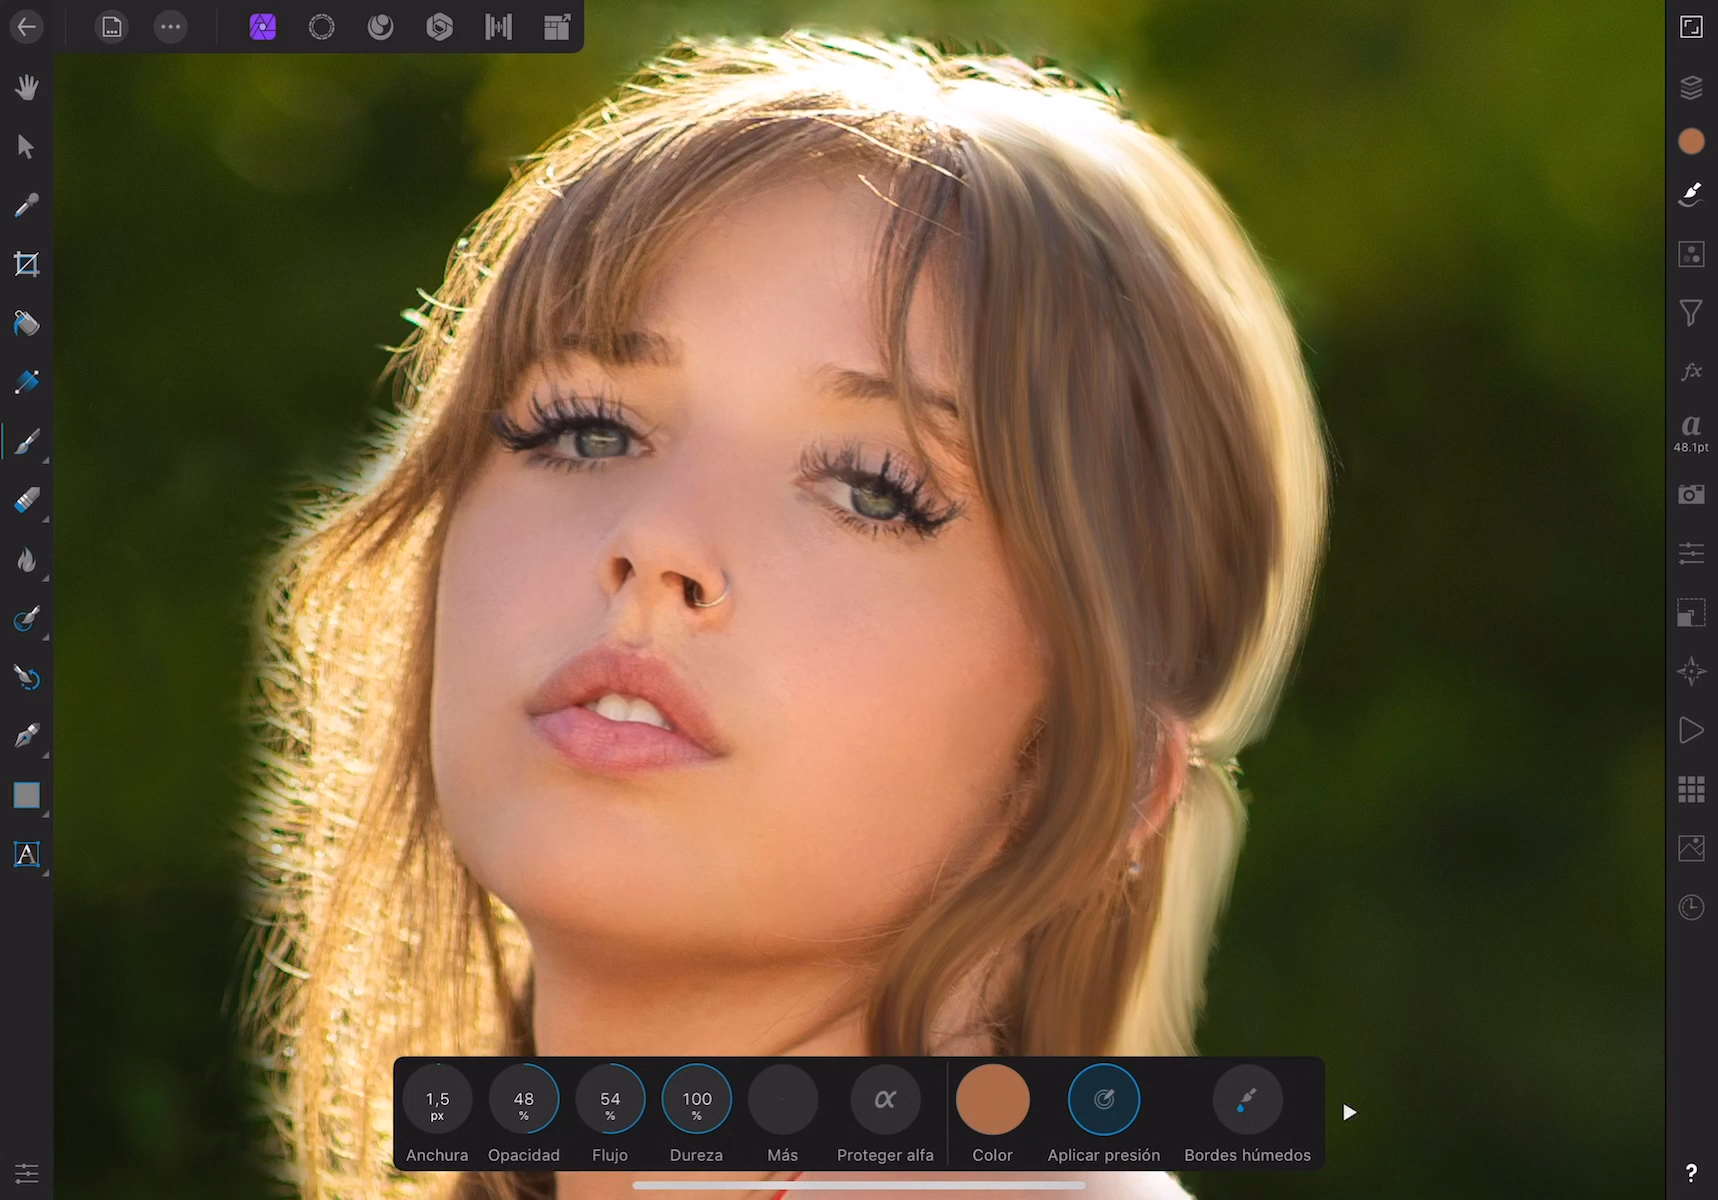 a
48.1pt
A
1,5
px
48
%
54
%
100
%
α
Anchura
Opacidad
Flujo
Dureza
Más
Proteger alfa
Color
Aplicar presión
Bordes húmedos
fx
?